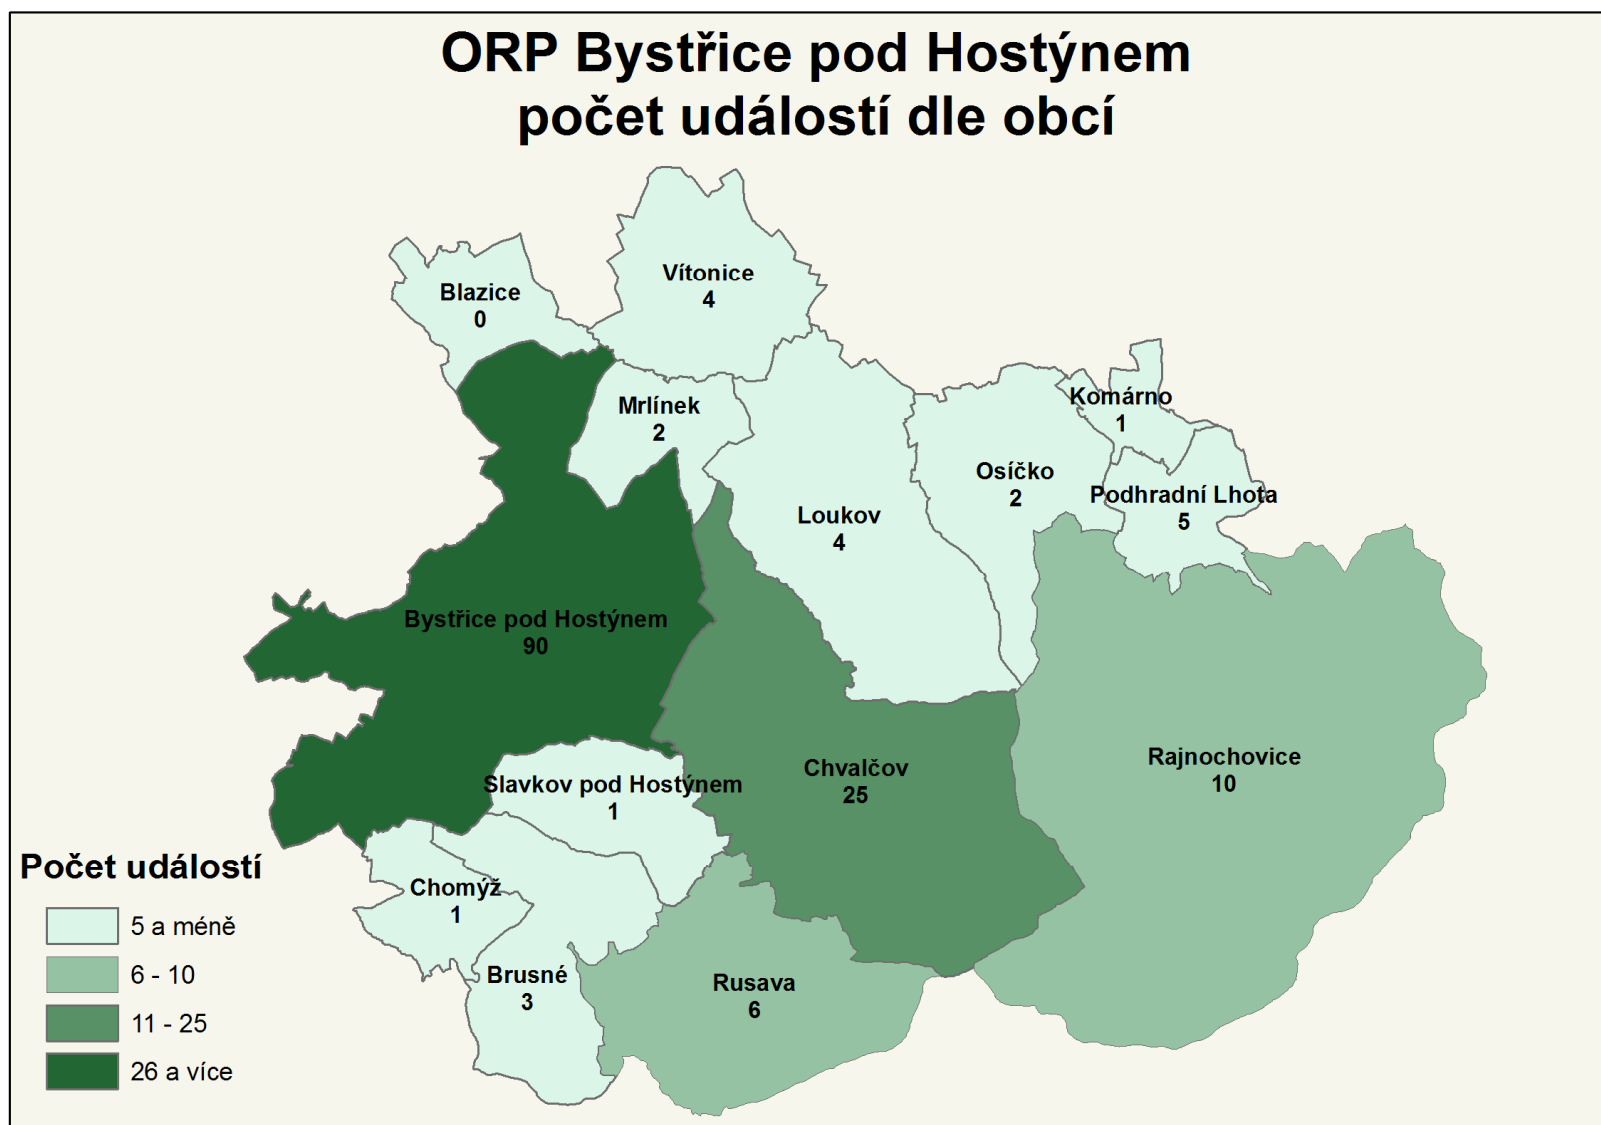 ORP Bystřice pod Hostýnem
počet událostí dle obcí
Vítonice
4
Blazice
0
Komárno
1
Mrlínek
2
Osíčko
2
Podhradní Lhota
5
Loukov
4
Bystřice pod Hostýnem
90
Rajnochovice
10
Chvalčov
25
Slavkov pod Hostýnem
1
Chomýž
1
Brusné
3
Rusava
6
Počet událostí
5 a méně
6 - 10
11 - 25
26 a více